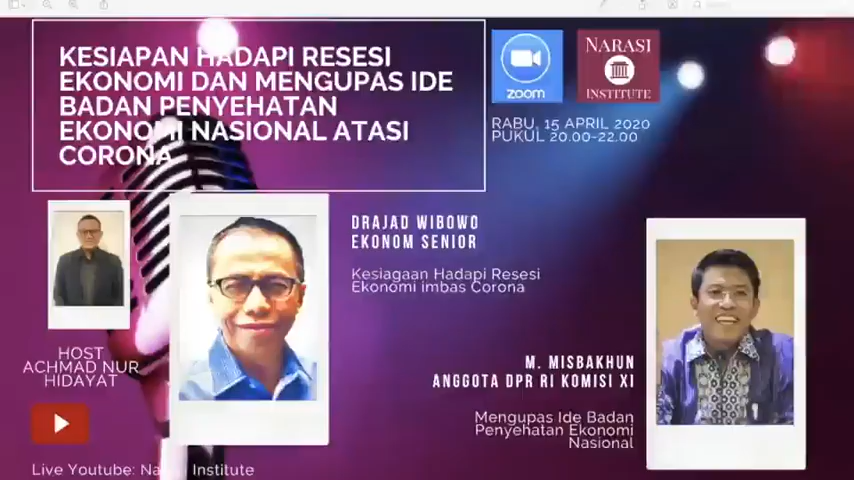 KESIAPAN HADAPI RESESI
EKONOMI DAN MENGUPAS IDE
BADAN PENYEHATAN
EKONOMI NASIONAL ATASI
CORONA
zoom
NARASI
INSTITUTE
RABU, 15 APRIL 2020
PUKUL 20.00-22.00
DRAJAD WIBOWO
EKONOM SENIOR
Kesiagaan Hadapi Resesi
Ekonomi imbas Corona
HOST
ACHMAD NUR
HIDAYAT
M. MISBAKHUN
ANGGOTA DPR RI KOMISI XI
Mengupas Ide Badan
Penyehatan Ekonomi
Nasional
Live Youtube: Narasi Institute